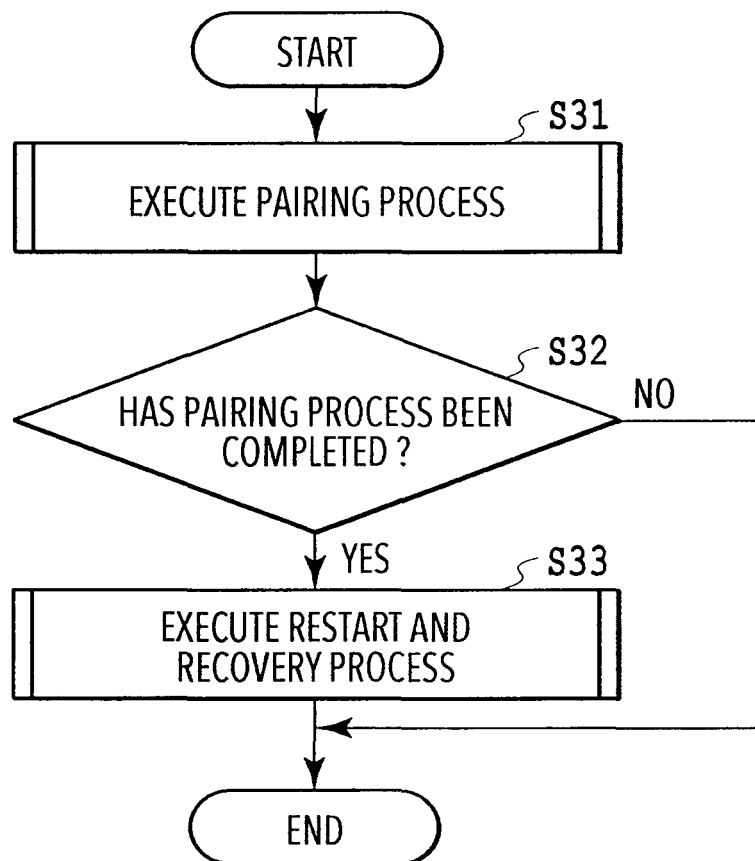 START
S31
EXECUTE PAIRING PROCESS
S32
HAS PAIRING PROCESS BEEN
COMPLETED ?
NO
YES
S33
EXECUTE RESTART AND
RECOVERY PROCESS
END